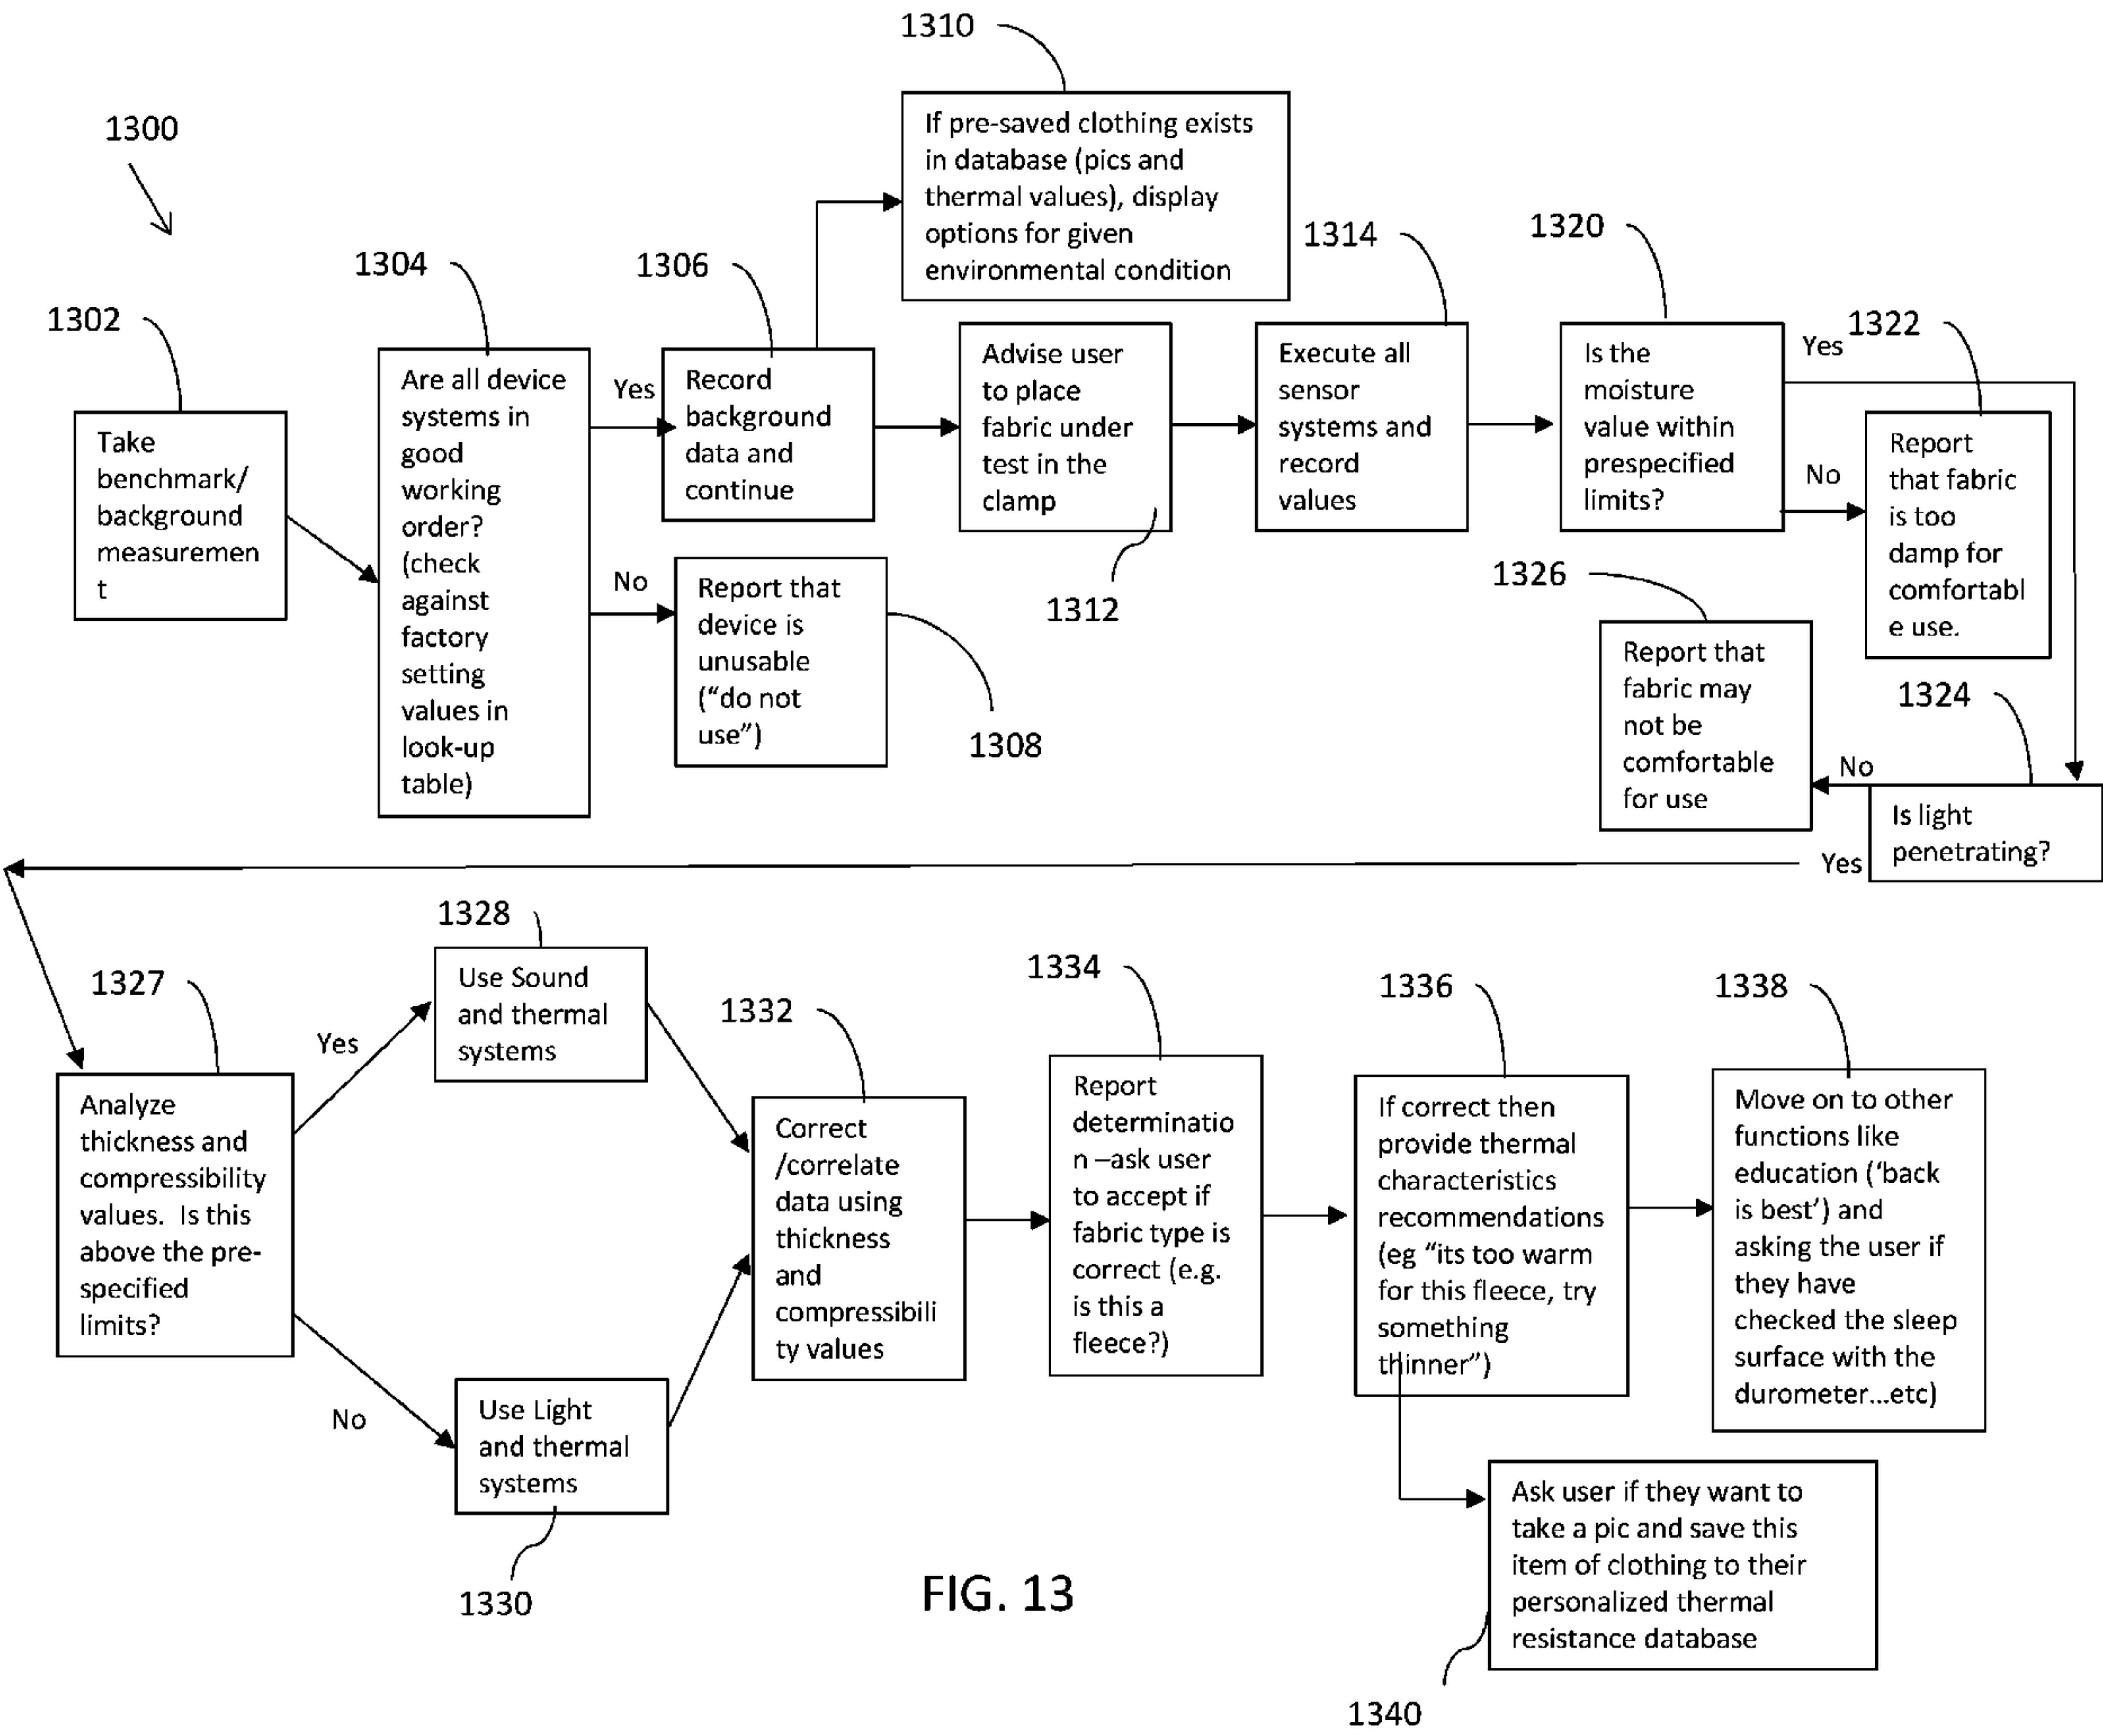 1310
If pre-saved clothing exists
in database (pics and
thermal values), display
options for given
environmental condition
1300
1302
Take
benchmark/
background
measuremen
t
1304
Are all device
systems in
good
working
order?
(check
against
factory
setting
values in
look-up
table)
Yes
No
1306
Record
background
data and
continue
Report that
device is
unusable
(“do not
use”)
1308
Advise user
to place
fabric under
test in the
clamp
1312
1314
Execute all
sensor
systems and
record
values
1320
Is the
moisture
value within
prespecified
limits?
Yes
No
1322
Report
that fabric
is too
damp for
comfortabl
e use.
1326
Report that
fabric may
not be
comfortable
for use
1324
No
Is light
penetrating?
Yes
1327
Analyze
thickness and
compressibility
values. Is this
above the pre-
specified
limits?
Yes
No
1328
Use Sound
and thermal
systems
Use Light
and thermal
systems
1330
1332
Correct
/correlate
data using
thickness
and
compressibili
ty values
1334
Report
determinatio
n –ask user
to accept if
fabric type is
correct (e.g.
is this a
fleece?)
1336
If correct then
provide thermal
characteristics
recommendations
(eg “its too warm
for this fleece, try
something
thinner”)
1338
Move on to other
functions like
education (‘back
is best’) and
asking the user if
they have
checked the sleep
surface with the
durometer...etc)
Ask user if they want to
take a pic and save this
item of clothing to their
personalized thermal
resistance database
1340
FIG. 13